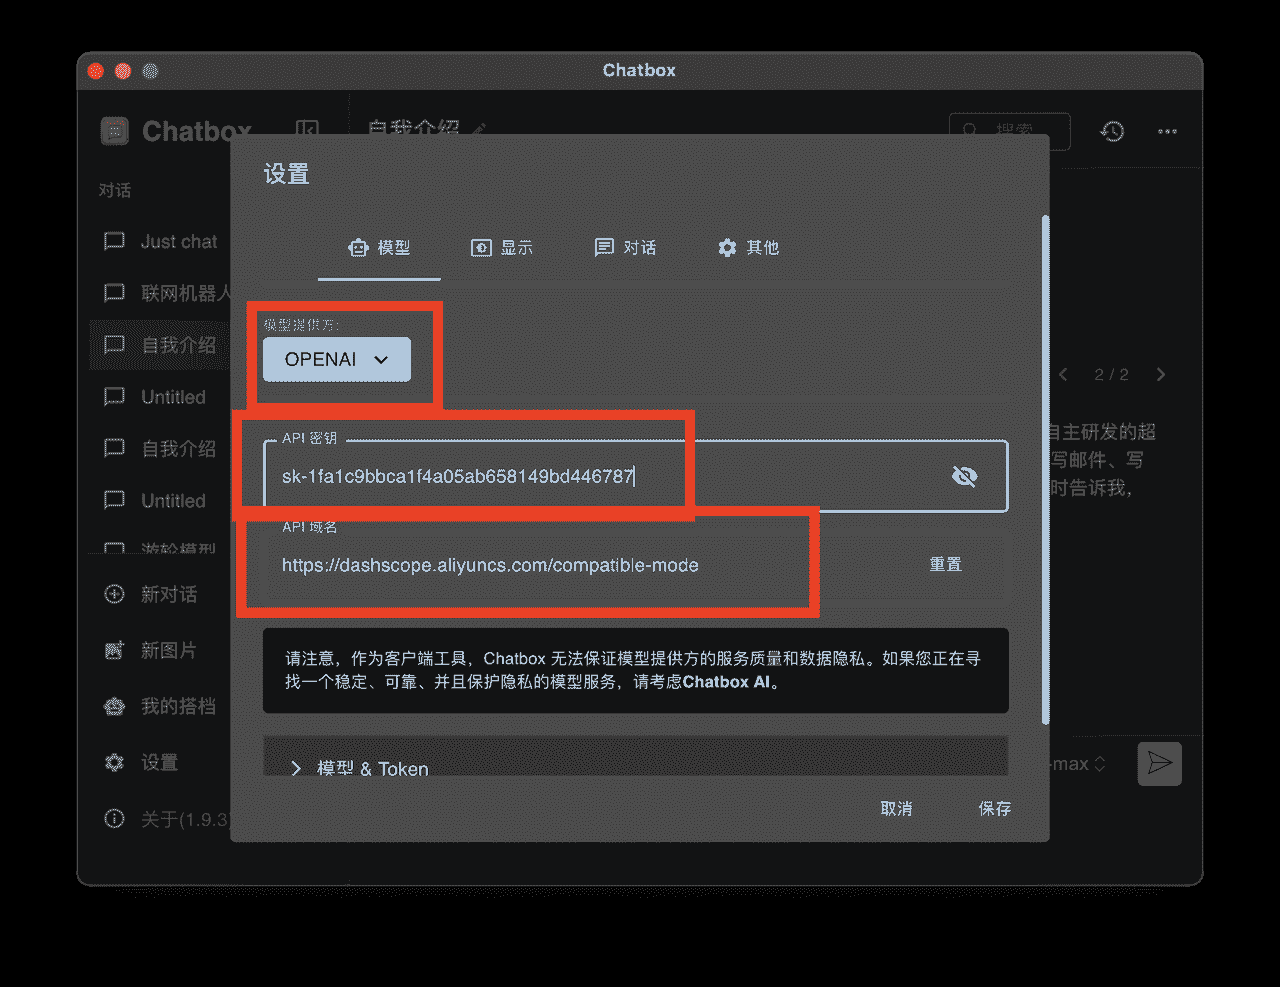 Chatbox
Chatbox
自我介绍
搜索
对话
Just chat
联网机器人
自我介绍
Untitled
自我介绍
Untitled
游轮模型
新对话
新图片
我的搭档
设置
关于(1.9.3
设置
模型
显示
对话
其他
模型提供方:
OPENAI
API 密钥
sk-1fa1c9bbca1f4a05ab658149bd446787
API 域名
https://dashscope.aliyuncs.com/compatible-mode
重置
请注意，作为客户端工具，Chatbox 无法保证模型提供方的服务质量和数据隐私。如果您正在寻
找一个稳定、可靠、并且保护隐私的模型服务，请考虑Chatbox AI。
模型 & Token
取消
保存
2 / 2
自主研发的超
写邮件、写
时告诉我，
-max